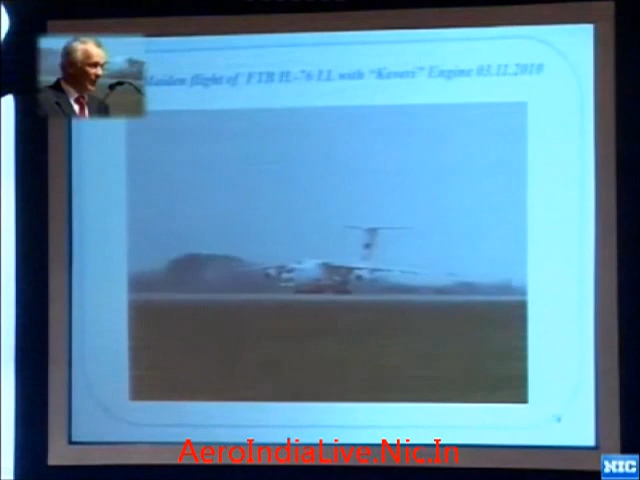 Maiden flight of FTB IL-76 LL with "Kaveri" Engine 03.11.2010
AeroIndiaLive.Nic.In
NIC